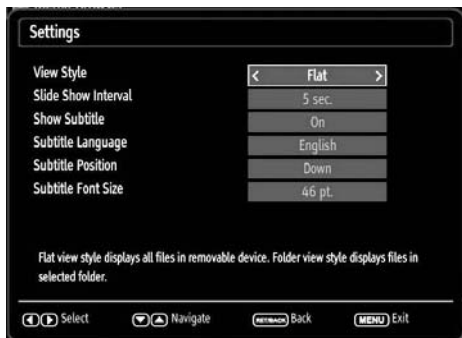 Settings
View Style < Flat >
Slide Show Interval 5 sec.
Show Subtitle On
Subtitle Language English
Subtitle Position Down
Subtitle Font Size 46 pt.
Flat view style displays all files in removable device. Folder view style displays files in
selected folder.
Select Navigate RET/BACK Back MENU Exit